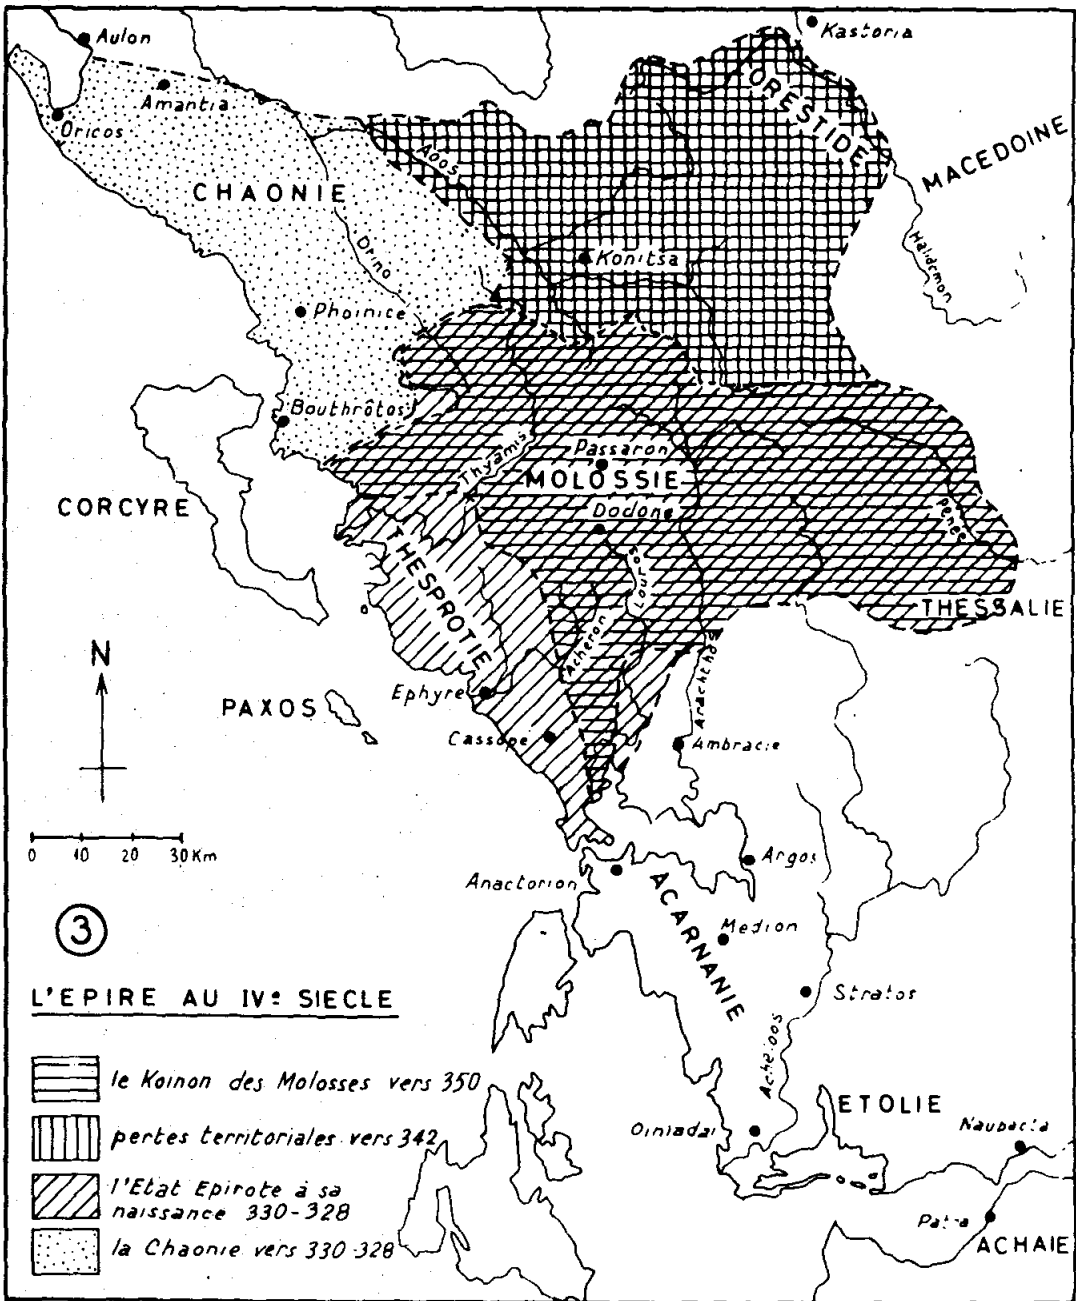 Aulon
Kastoria
Amantia
ORESTIDE
Oricos
Aoos
MACEDOINE
CHAONIE
Drino
Konitsa
Haliacmon
Phoinice
Bouthrôtos
Thyamis
Passaron
MOLOSSIE
CORCYRE
Dodone
Pénée
THESPROTIE
Louros
THESSALIE
Acheron
N
Ephyre
PAXOS
Arachthos
Cassope
Ambracie
0 10 20 30 Km
Argos
Anactorion
ACARNANIE
3
Medion
L'EPIRE AU IVe SIECLE
Stratos
Acheloos
le Koinon des Molosses vers 350
ETOLIE
pertes territoriales vers 342
Oiniadai
Naupacte
l'Etat Epirote à sa
naissance 330-328
Patra
la Chaonie vers 330-328
ACHAIE